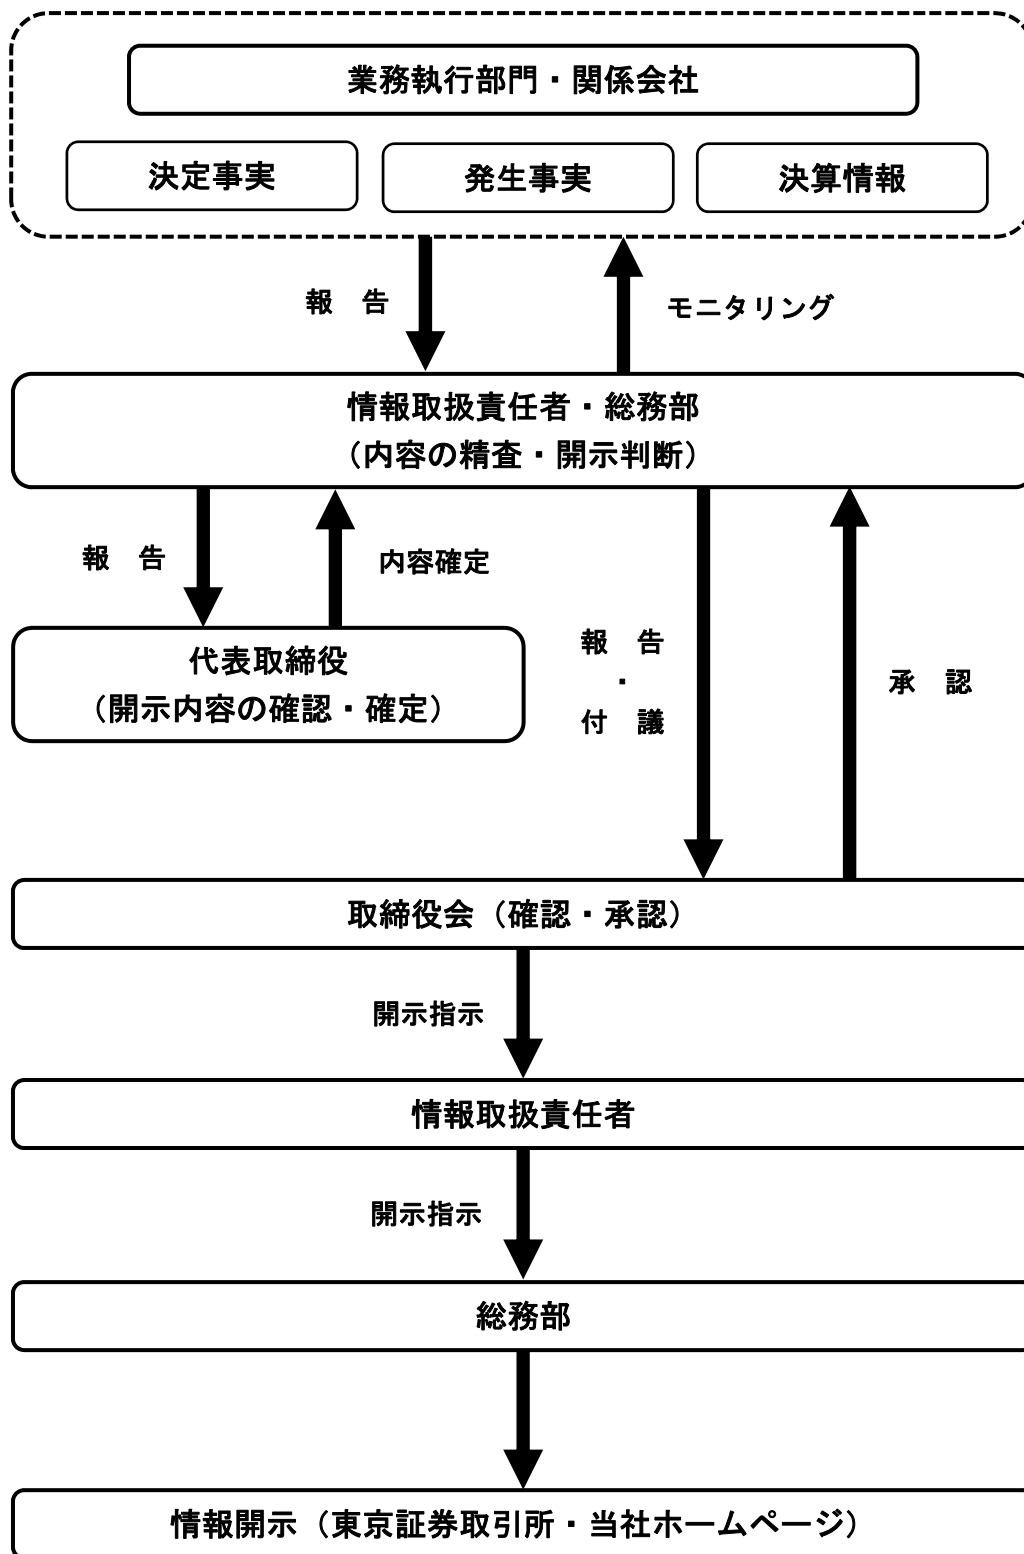 業務執行部門・関係会社
決定事実
発生事実
決算情報
報　告
モニタリング
情報取扱責任者・総務部
（内容の精査・開示判断）
報　告
内容確定
代表取締役
（開示内容の確認・確定）
報　告
・
付　議
承　認
取締役会（確認・承認）
開示指示
情報取扱責任者
開示指示
総務部
情報開示（東京証券取引所・当社ホームページ）